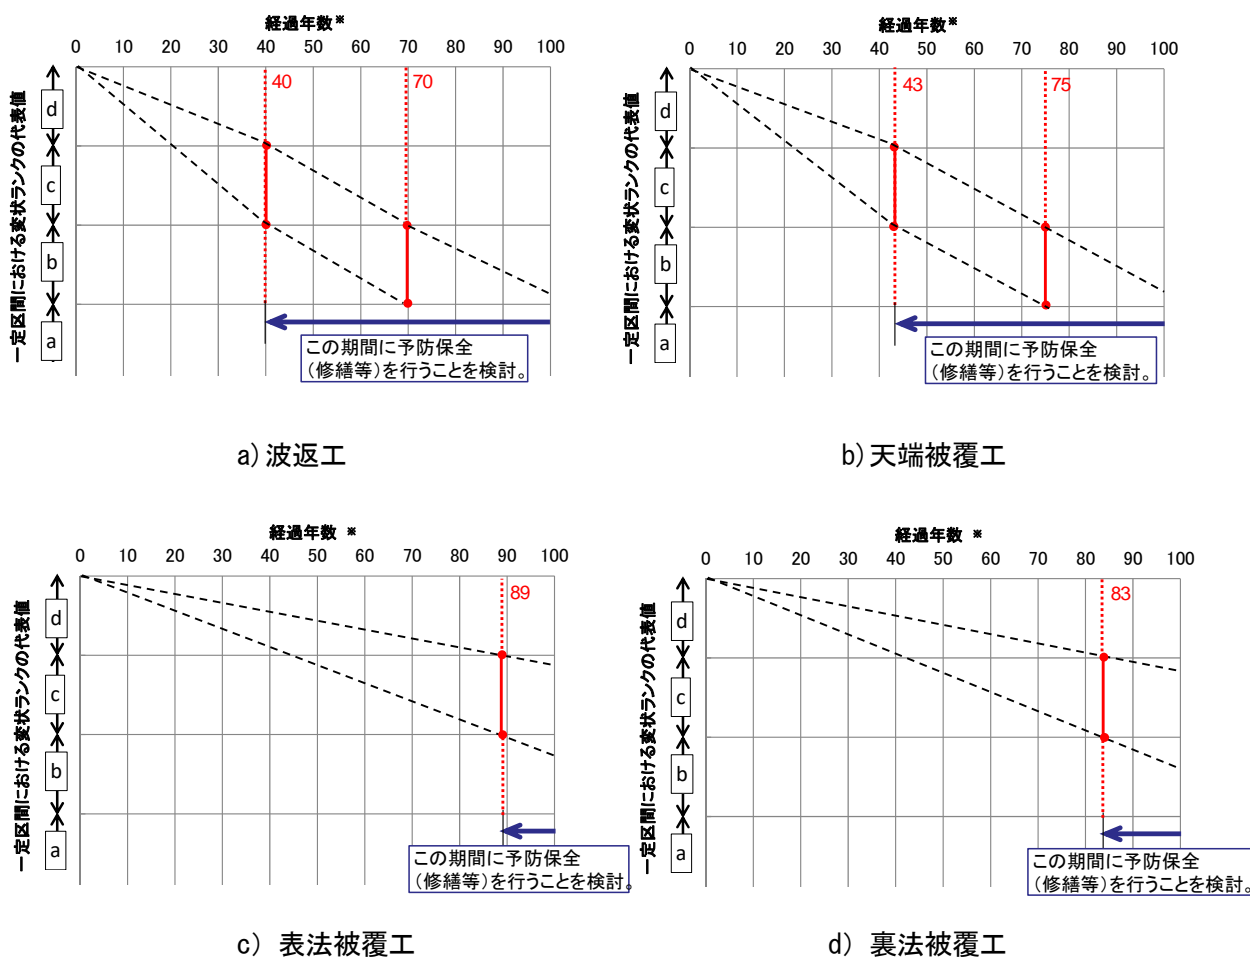 経過年数※
0 10 20 30 40 50 60 70 80 90 100
一定区間における変状ランクの代表値
d
c
b
a
40
70
この期間に予防保全
(修繕等)を行うことを検討。
a)波返工
経過年数※
0 10 20 30 40 50 60 70 80 90 100
一定区間における変状ランクの代表値
d
c
b
a
43
75
この期間に予防保全
(修繕等)を行うことを検討。
b)天端被覆工
経過年数 ※
0 10 20 30 40 50 60 70 80 90 100
一定区間における変状ランクの代表値
d
c
b
a
89
この期間に予防保全
(修繕等)を行うことを検討。
c) 表法被覆工
経過年数 ※
0 10 20 30 40 50 60 70 80 90 100
一定区間における変状ランクの代表値
d
c
b
a
83
この期間に予防保全
(修繕等)を行うことを検討。
d) 裏法被覆工